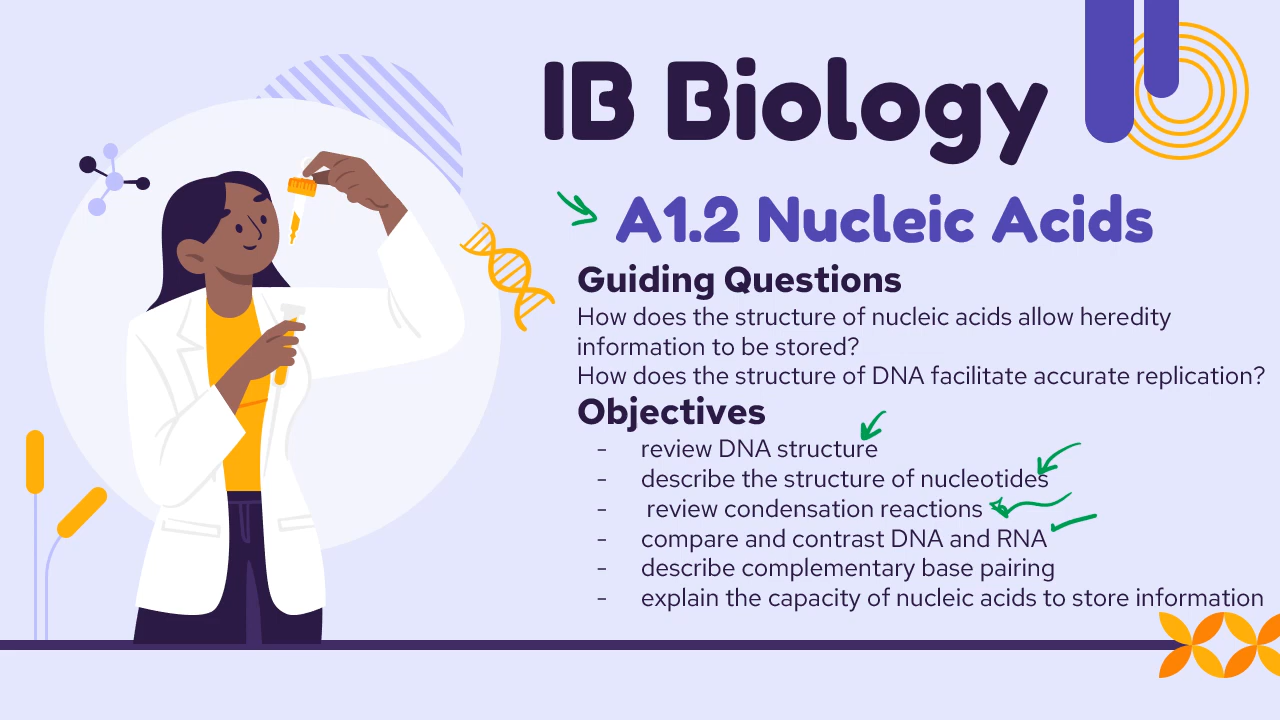 IB Biology
A1.2 Nucleic Acids
Guiding Questions
How does the structure of nucleic acids allow heredity
information to be stored?
How does the structure of DNA facilitate accurate replication?
Objectives
- review DNA structure
- describe the structure of nucleotides
- review condensation reactions
- compare and contrast DNA and RNA
- describe complementary base pairing
- explain the capacity of nucleic acids to store information